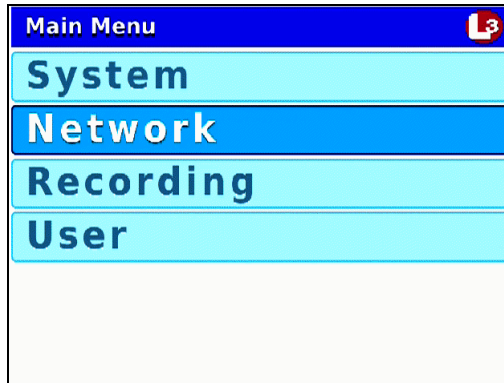 Main Menu
L3
System
Network
Recording
User